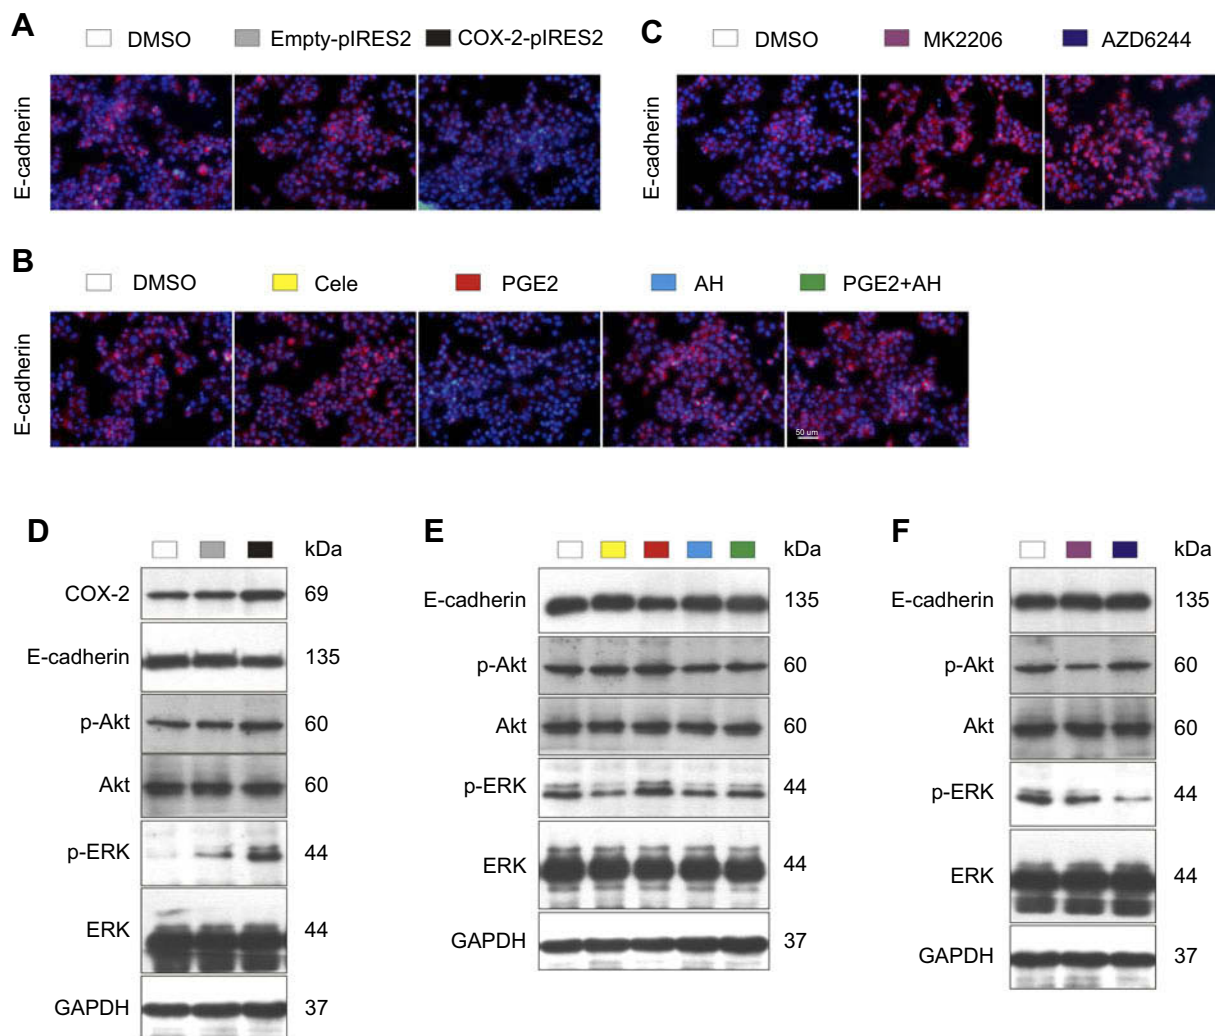 A
DMSO Empty-pIRES2 COX-2-pIRES2
E-cadherin
C
DMSO MK2206 AZD6244
E-cadherin
B
DMSO Cele PGE2 AH PGE2+AH
E-cadherin
50 um
D
kDa
COX-2 69
E-cadherin 135
p-Akt 60
Akt 60
p-ERK 44
ERK 44
GAPDH 37
E
kDa
E-cadherin 135
p-Akt 60
Akt 60
p-ERK 44
ERK 44
GAPDH 37
F
kDa
E-cadherin 135
p-Akt 60
Akt 60
p-ERK 44
ERK 44
GAPDH 37